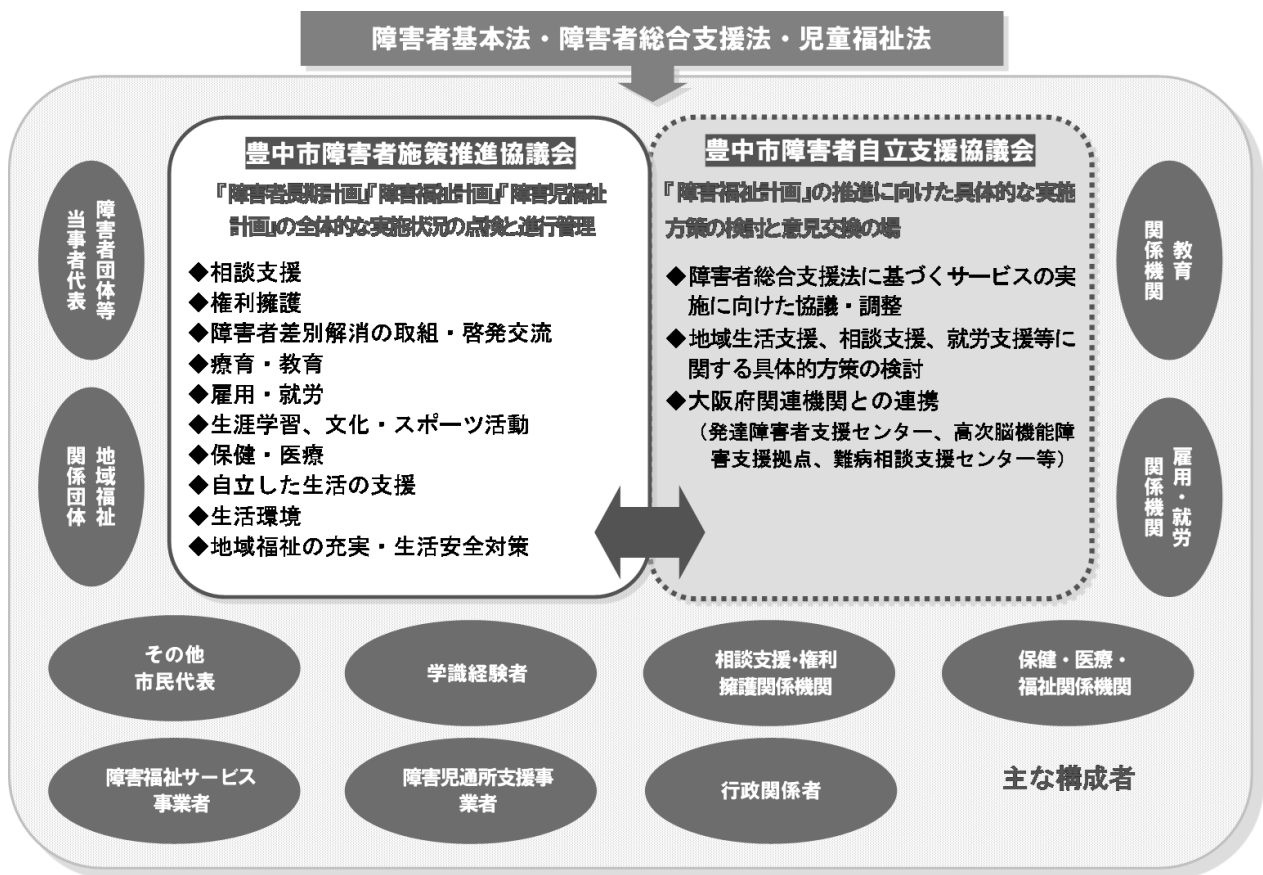 障害者基本法・障害者総合支援法・児童福祉法
豊中市障害者施策推進協議会
『障害者長期計画』『障害福祉計画』『障害児福祉
計画』の全体的な実施状況の点検と進行管理
◆相談支援
◆権利擁護
◆障害者差別解消の取組・啓発交流
◆療育・教育
◆雇用・就労
◆生涯学習、文化・スポーツ活動
◆保健・医療
◆自立した生活の支援
◆生活環境
◆地域福祉の充実・生活安全対策
豊中市障害者自立支援協議会
『障害福祉計画』の推進に向けた具体的な実施
方策の検討と意見交換の場
◆障害者総合支援法に基づくサービスの実
施に向けた協議・調整
◆地域生活支援、相談支援、就労支援等に
関する具体的方策の検討
◆大阪府関連機関との連携
（発達障害者支援センター、高次脳機能障
害支援拠点、難病相談支援センター等）
障害者団体等
当事者代表
地域福祉
関係団体
教育
関係機関
雇用・就労
関係機関
その他
市民代表
学識経験者
相談支援・権利
擁護関係機関
保健・医療・
福祉関係機関
障害福祉サービス
事業者
障害児通所支援事
業者
行政関係者
主な構成者